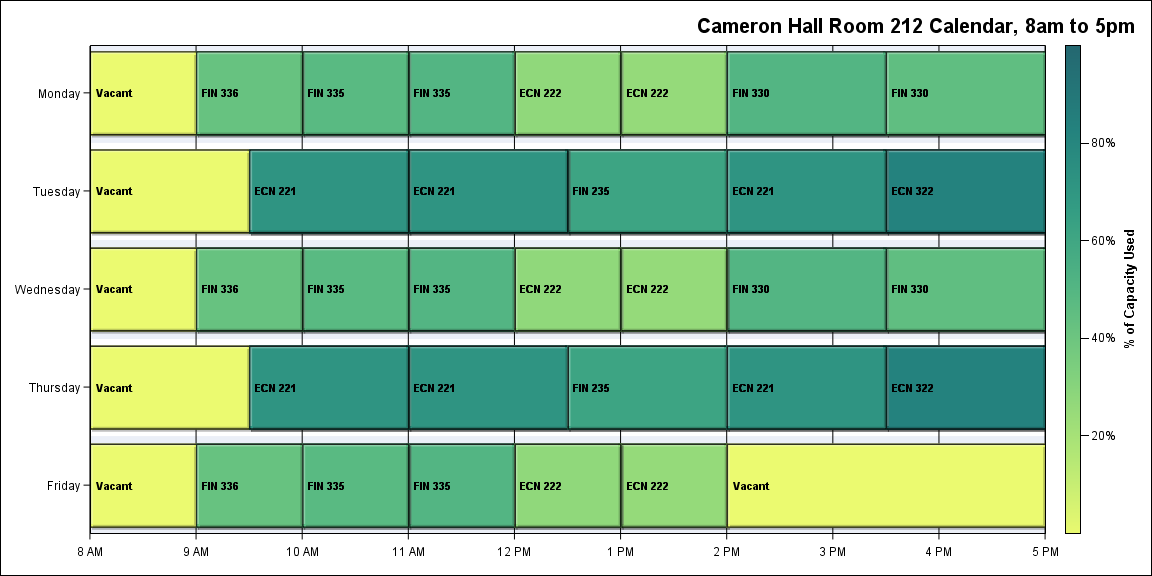 Cameron Hall Room 212 Calendar, 8am to 5pm
Monday
Vacant
FIN 336
FIN 335
FIN 335
ECN 222
ECN 222
FIN 330
FIN 330
Tuesday
Vacant
ECN 221
ECN 221
FIN 235
ECN 221
ECN 322
Wednesday
Vacant
FIN 336
FIN 335
FIN 335
ECN 222
ECN 222
FIN 330
FIN 330
Thursday
Vacant
ECN 221
ECN 221
FIN 235
ECN 221
ECN 322
Friday
Vacant
FIN 336
FIN 335
FIN 335
ECN 222
ECN 222
Vacant
8 AM
9 AM
10 AM
11 AM
12 PM
1 PM
2 PM
3 PM
4 PM
5 PM
80%
60%
40%
20%
% of Capacity Used